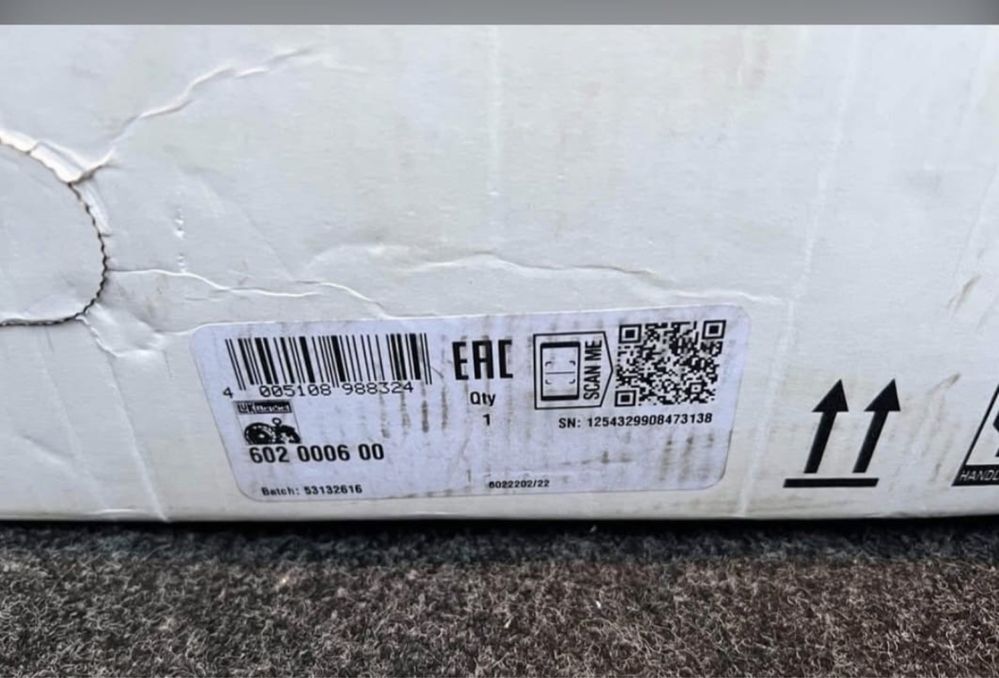 4 005108 988324
EAC
Qty
1
SCAN ME
SN: 1254329908473138
602 0006 00
Batch: 53132616
6022202/22
HANDL